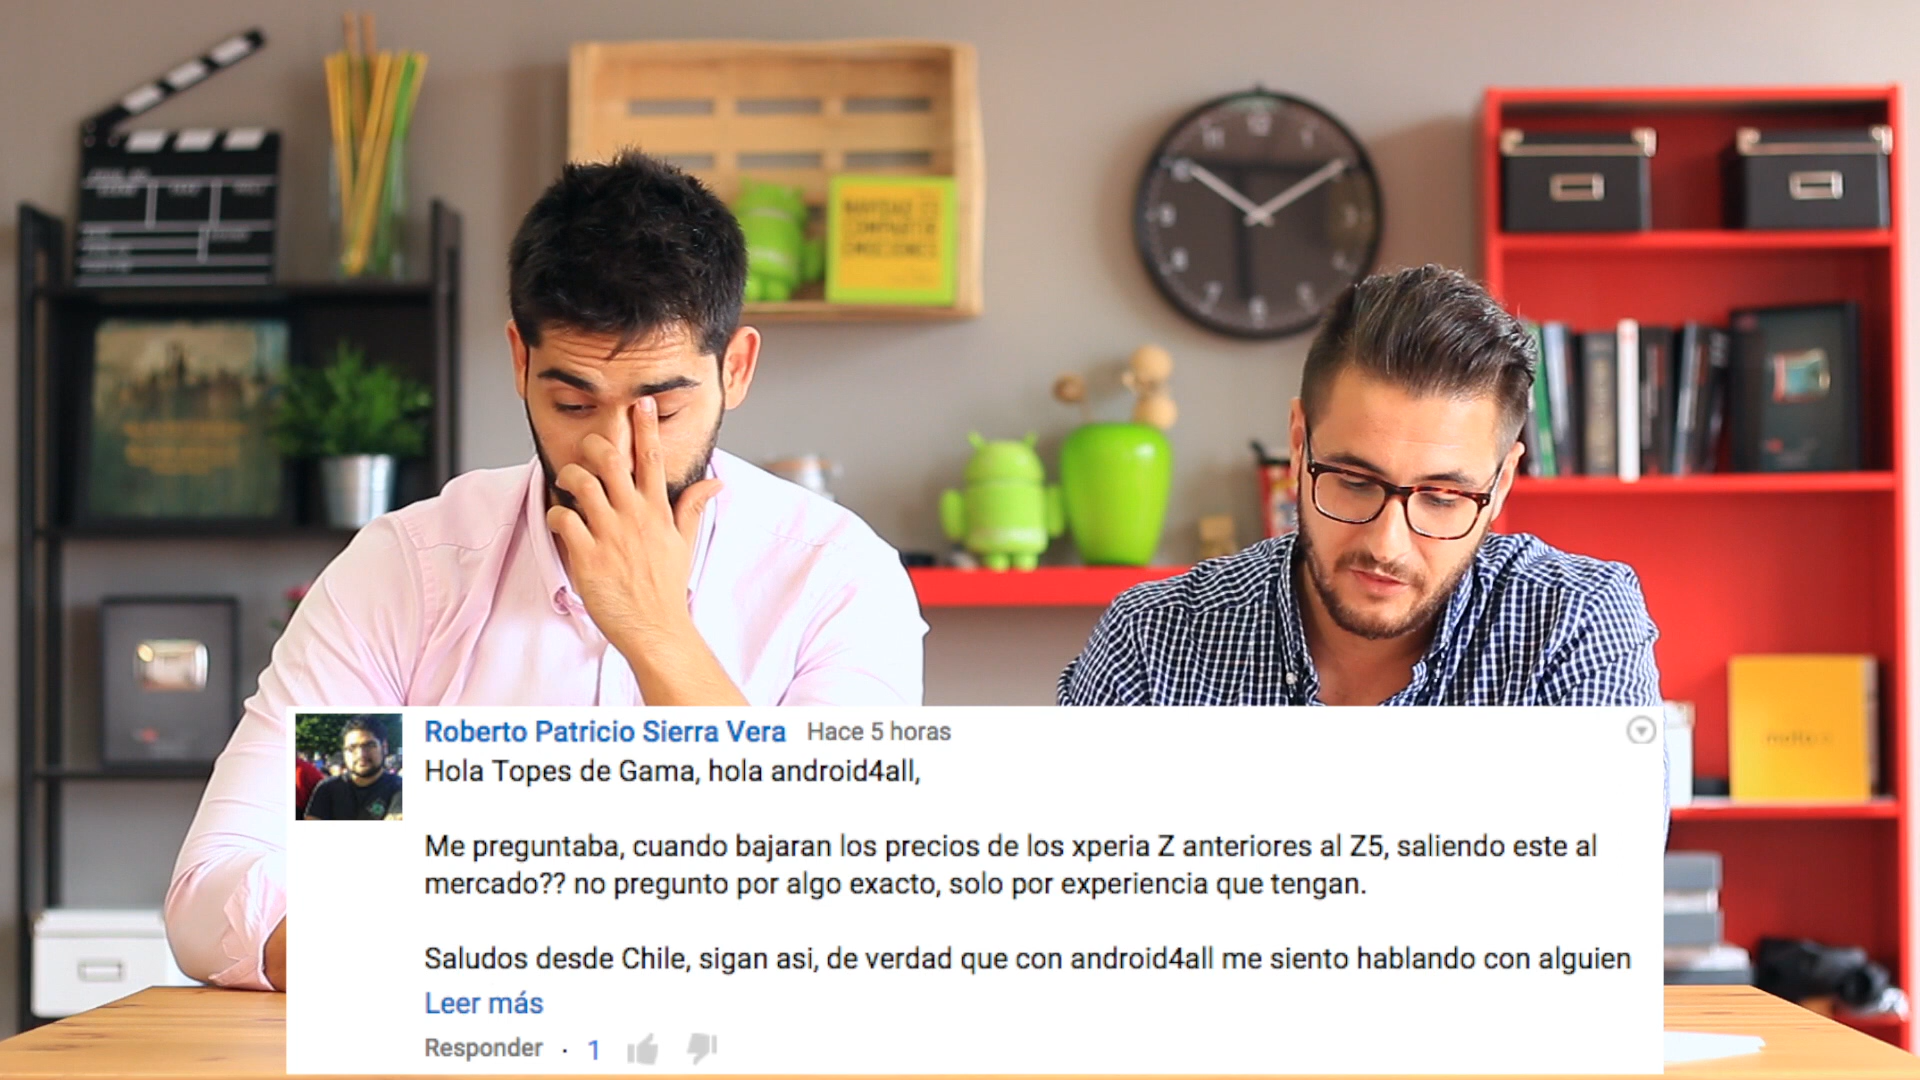 Roberto Patricio Sierra Vera Hace 5 horas
Hola Topes de Gama, hola android4all,
Me preguntaba, cuando bajaran los precios de los xperia Z anteriores al Z5, saliendo este al
mercado?? no pregunto por algo exacto, solo por experiencia que tengan.
Saludos desde Chile, sigan asi, de verdad que con android4all me siento hablando con alguien
Leer más
Responder · 1